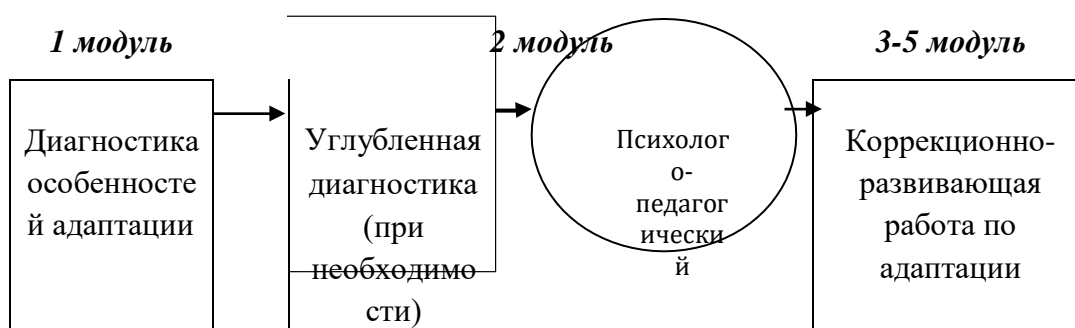 1 модуль
2 модуль
3-5 модуль
Диагностика
особенносте
й адаптации
Углубленная
диагностика
(при
необходимо
сти)
Психолог
о-
педагог
ически
й
Коррекционно-
развивающая
работа по
адаптации